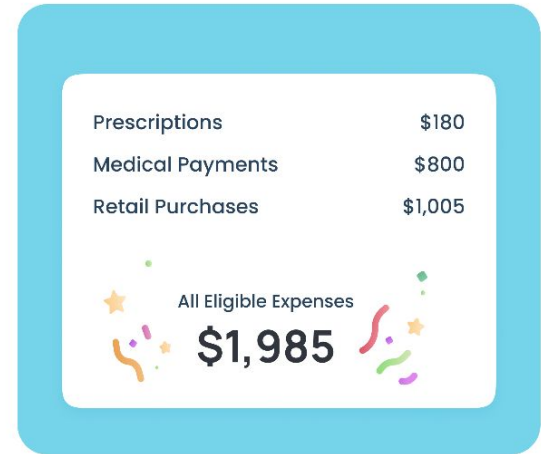 Prescriptions $180
Medical Payments $800
Retail Purchases $1,005
All Eligible Expenses
$1,985